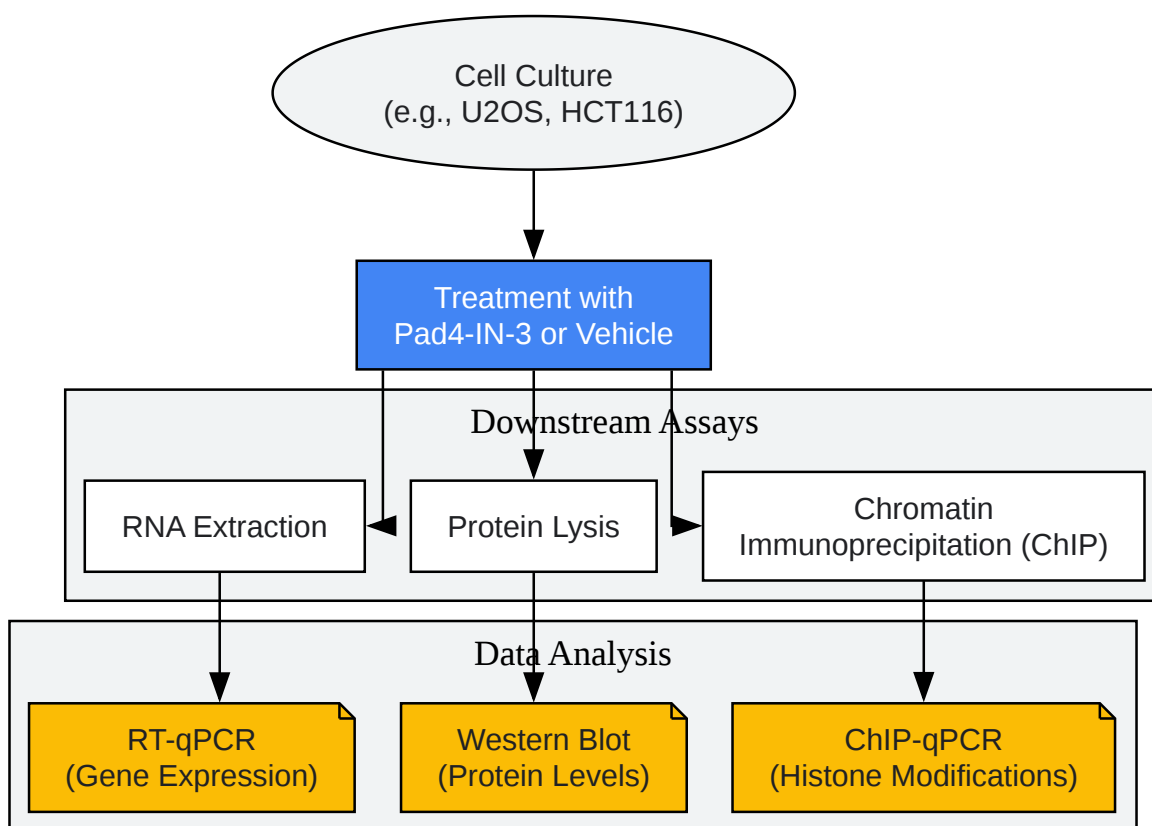 Cell Culture
(e.g., U2OS, HCT116)
Treatment with
Pad4-IN-3 or Vehicle
Downstream Assays
RNA Extraction
Protein Lysis
Chromatin
Immunoprecipitation (ChIP)
Data Analysis
RT-qPCR
(Gene Expression)
Western Blot
(Protein Levels)
ChIP-qPCR
(Histone Modifications)